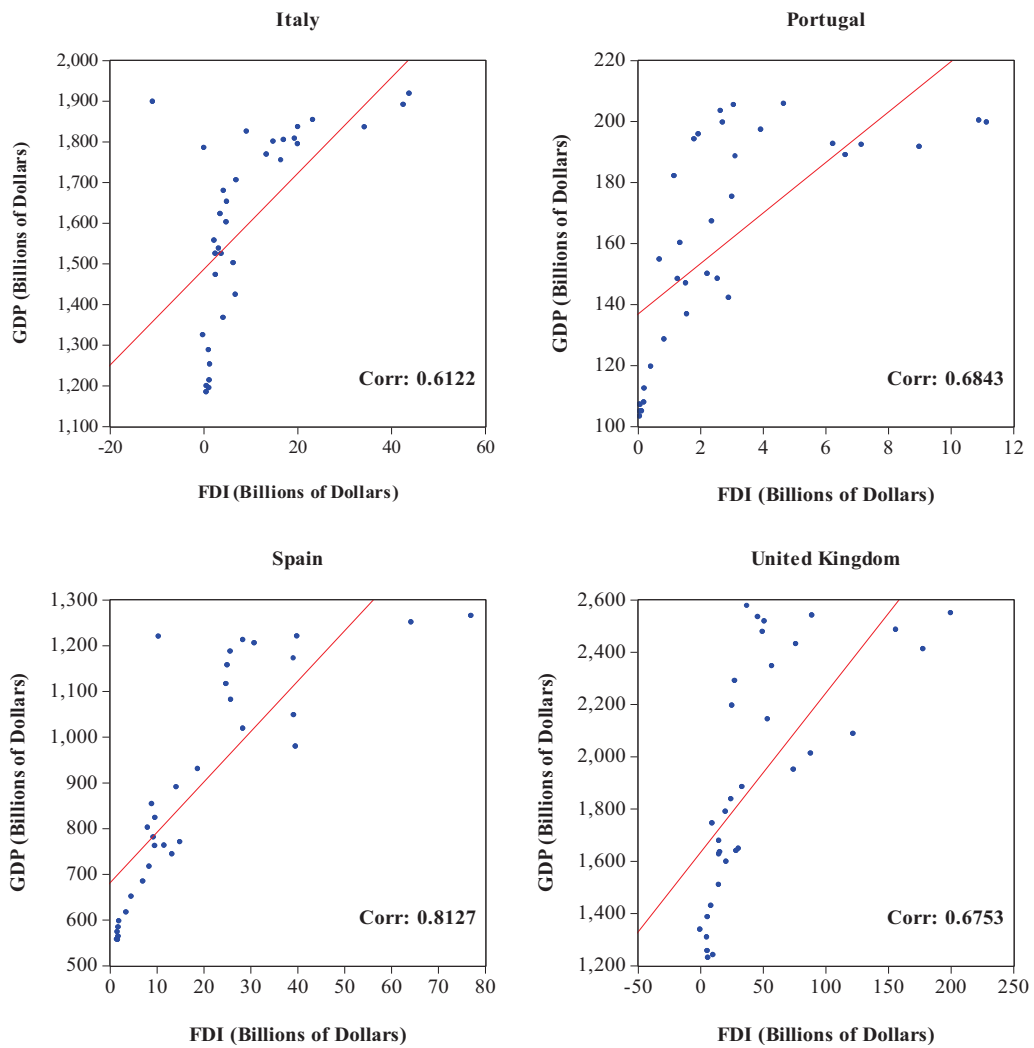 Italy
2,000
1,900
1,800
1,700
1,600
1,500
1,400
1,300
1,200
1,100
GDP (Billions of Dollars)
Corr: 0.6122
-20 0 20 40 60
FDI (Billions of Dollars)
Portugal
220
200
180
160
140
120
100
GDP (Billions of Dollars)
Corr: 0.6843
0 2 4 6 8 10 12
FDI (Billions of Dollars)
Spain
1,300
1,200
1,100
1,000
900
800
700
600
500
GDP (Billions of Dollars)
Corr: 0.8127
0 10 20 30 40 50 60 70 80
FDI (Billions of Dollars)
United Kingdom
2,600
2,400
2,200
2,000
1,800
1,600
1,400
1,200
GDP (Billions of Dollars)
Corr: 0.6753
-50 0 50 100 150 200 250
FDI (Billions of Dollars)